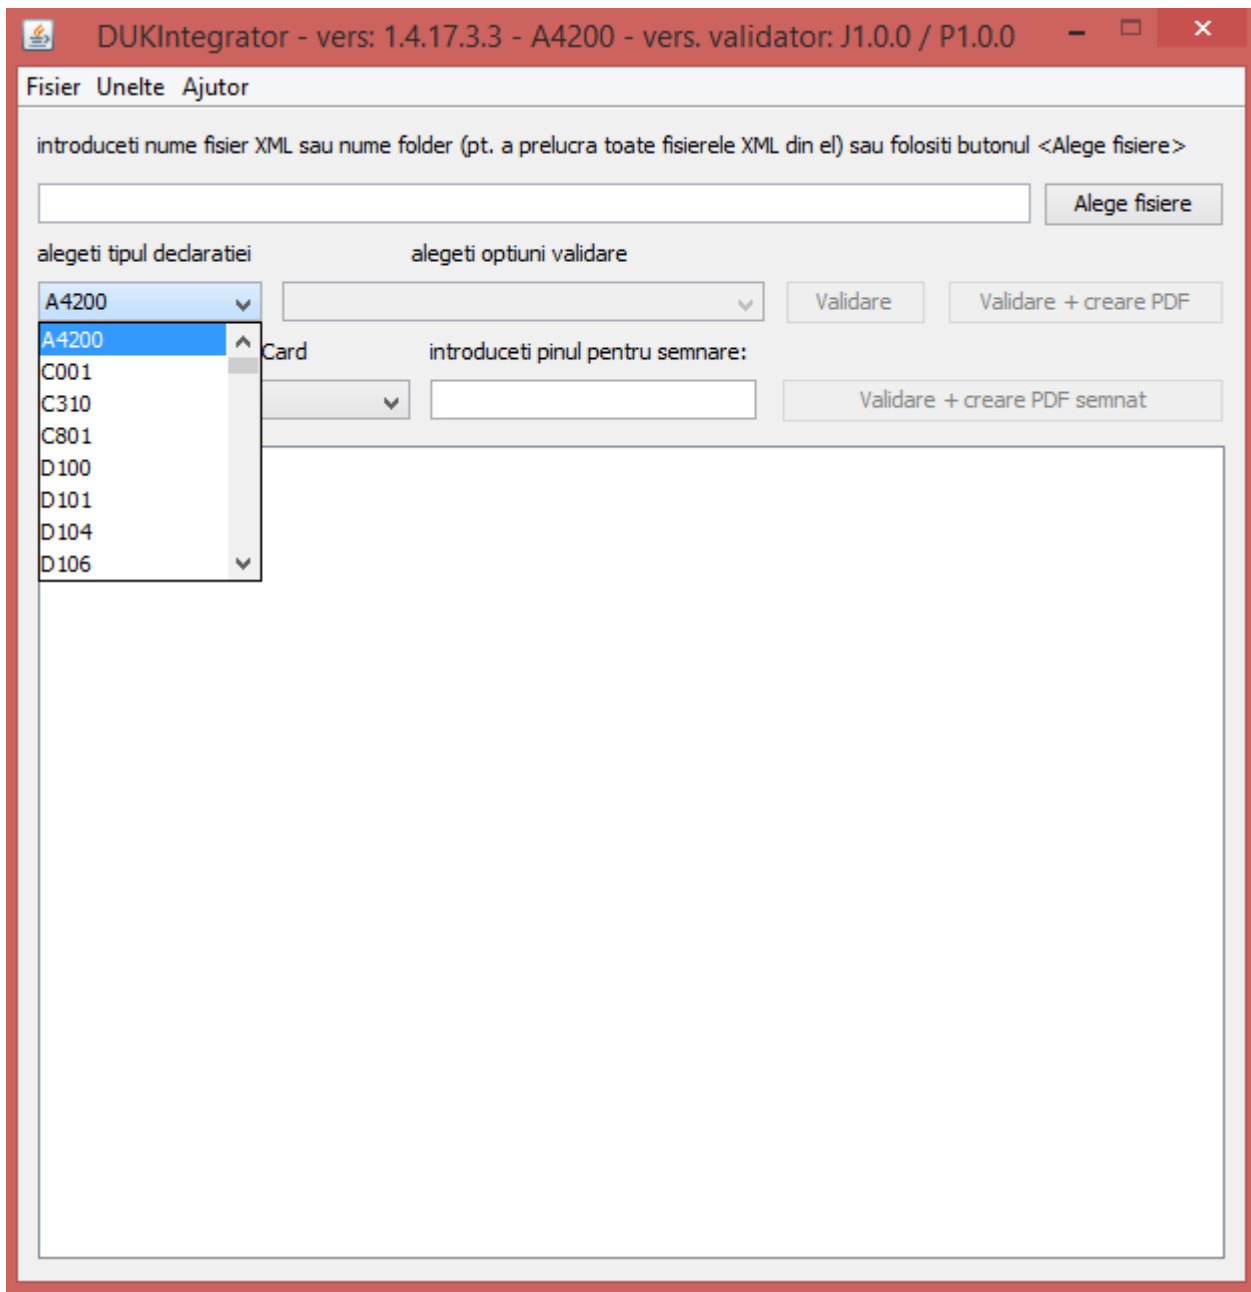 DUKIntegrator - vers: 1.4.17.3.3 - A4200 - vers. validator: J1.0.0 / P1.0.0
Fisier Unelte Ajutor
introduceti nume fisier XML sau nume folder (pt. a prelucra toate fisierele XML din el) sau folositi butonul <Alege fisiere>
Alege fisiere
alegeti tipul declaratiei alegeti optiuni validare
A4200 Validare Validare + creare PDF
A4200
Card introduceti pinul pentru semnare:
C001
C310
Validare + creare PDF semnat
C801
D100
D101
D104
D106